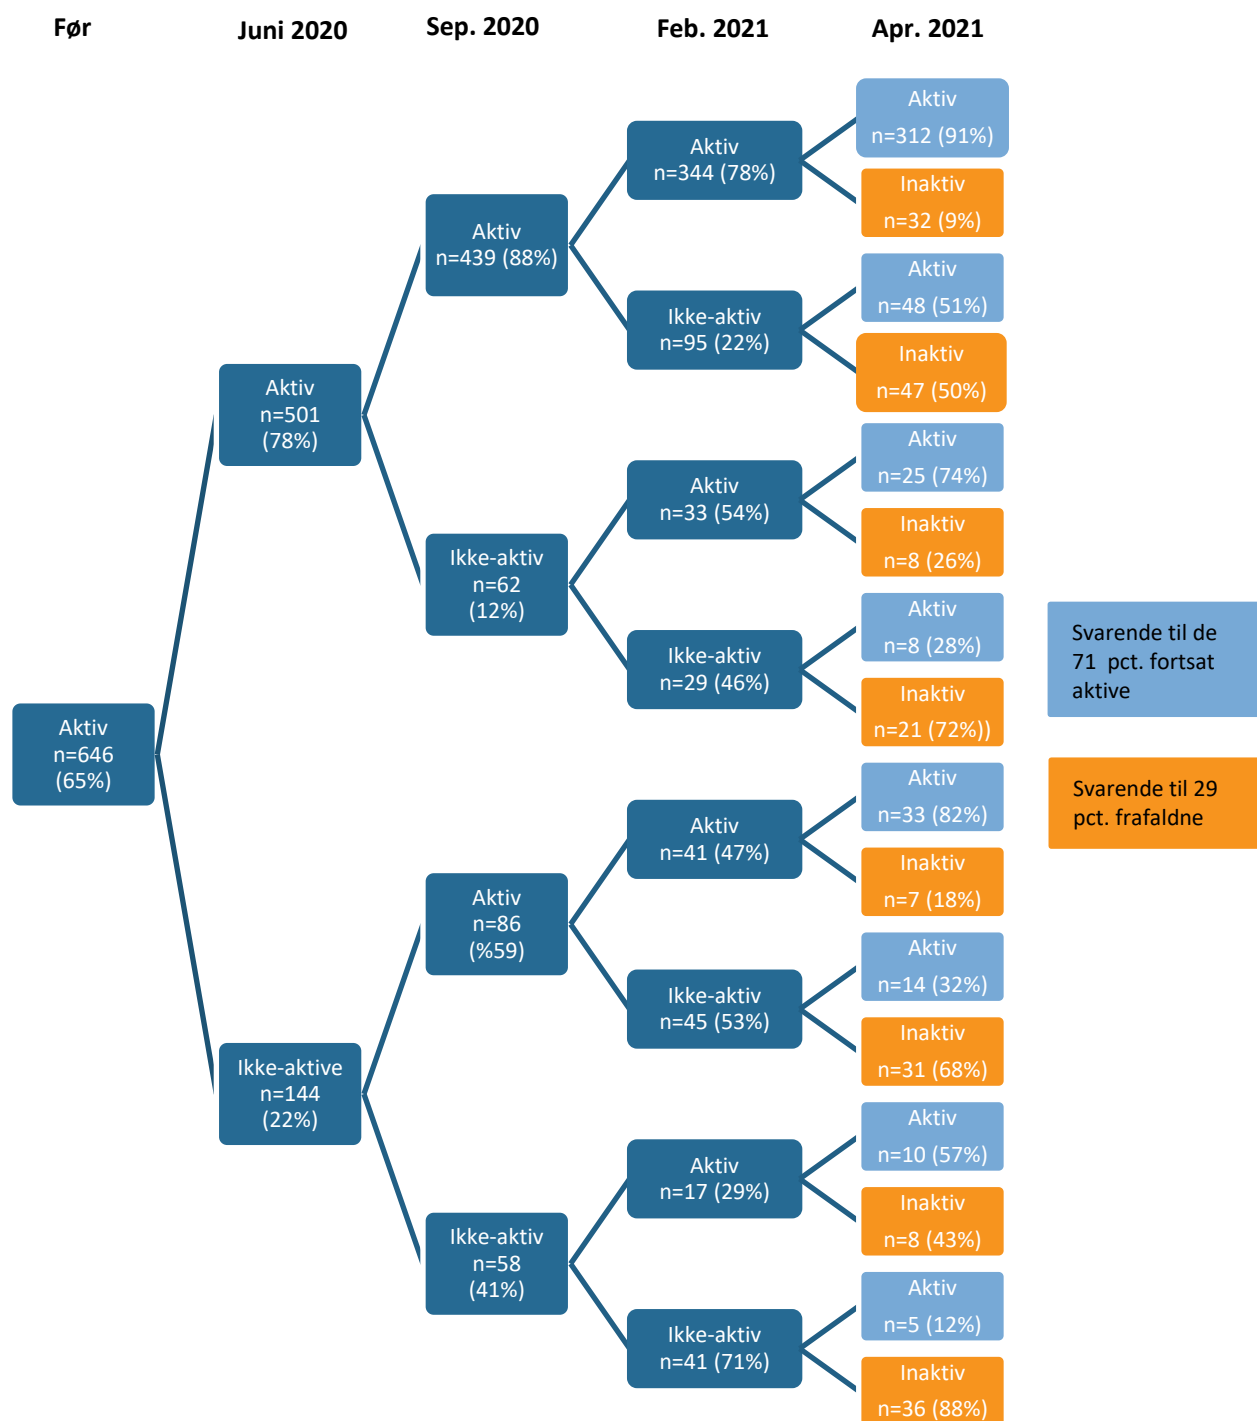 Før
Juni 2020
Sep. 2020
Feb. 2021
Apr. 2021
Aktiv
n=646
(65%)
Aktiv
n=501
(78%)
Ikke-aktive
n=144
(22%)
Aktiv
n=439 (88%)
Ikke-aktiv
n=62
(12%)
Aktiv
n=86
(%59)
Ikke-aktiv
n=58
(41%)
Aktiv
n=344 (78%)
Ikke-aktiv
n=95 (22%)
Aktiv
n=33 (54%)
Ikke-aktiv
n=29 (46%)
Aktiv
n=41 (47%)
Ikke-aktiv
n=45 (53%)
Aktiv
n=17 (29%)
Ikke-aktiv
n=41 (71%)
Aktiv
n=312 (91%)
Inaktiv
n=32 (9%)
Aktiv
n=48 (51%)
Inaktiv
n=47 (50%)
Aktiv
n=25 (74%)
Inaktiv
n=8 (26%)
Aktiv
n=8 (28%)
Inaktiv
n=21 (72%))
Aktiv
n=33 (82%)
Inaktiv
n=7 (18%)
Aktiv
n=14 (32%)
Inaktiv
n=31 (68%)
Aktiv
n=10 (57%)
Inaktiv
n=8 (43%)
Aktiv
n=5 (12%)
Inaktiv
n=36 (88%)
Svarende til de
71 pct. fortsat
aktive
Svarende til 29
pct. frafaldne